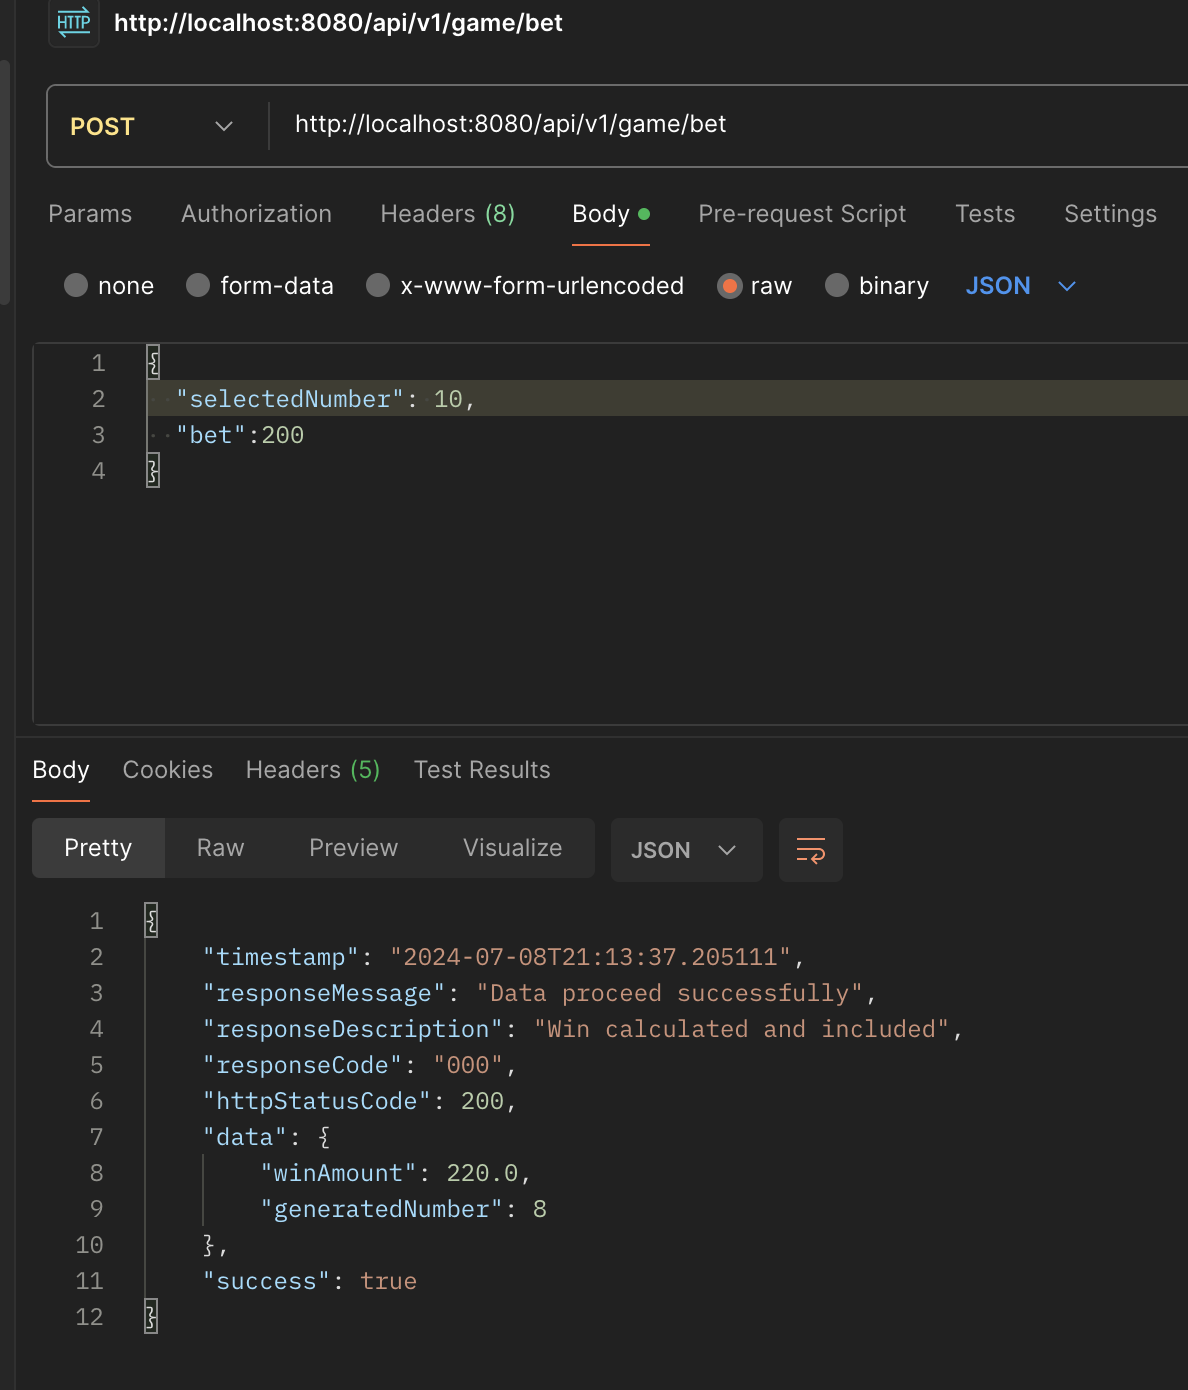 HTTP http://localhost:8080/api/v1/game/bet
POST http://localhost:8080/api/v1/game/bet
Params Authorization Headers (8) Body Pre-request Script Tests Settings
none form-data x-www-form-urlencoded raw binary JSON
1 {
2 "selectedNumber": 10,
3 "bet":200
4 }
Body Cookies Headers (5) Test Results
Pretty Raw Preview Visualize JSON
1 {
2 "timestamp": "2024-07-08T21:13:37.205111",
3 "responseMessage": "Data proceed successfully",
4 "responseDescription": "Win calculated and included",
5 "responseCode": "000",
6 "httpStatusCode": 200,
7 "data": {
8 "winAmount": 220.0,
9 "generatedNumber": 8
10 },
11 "success": true
12 }